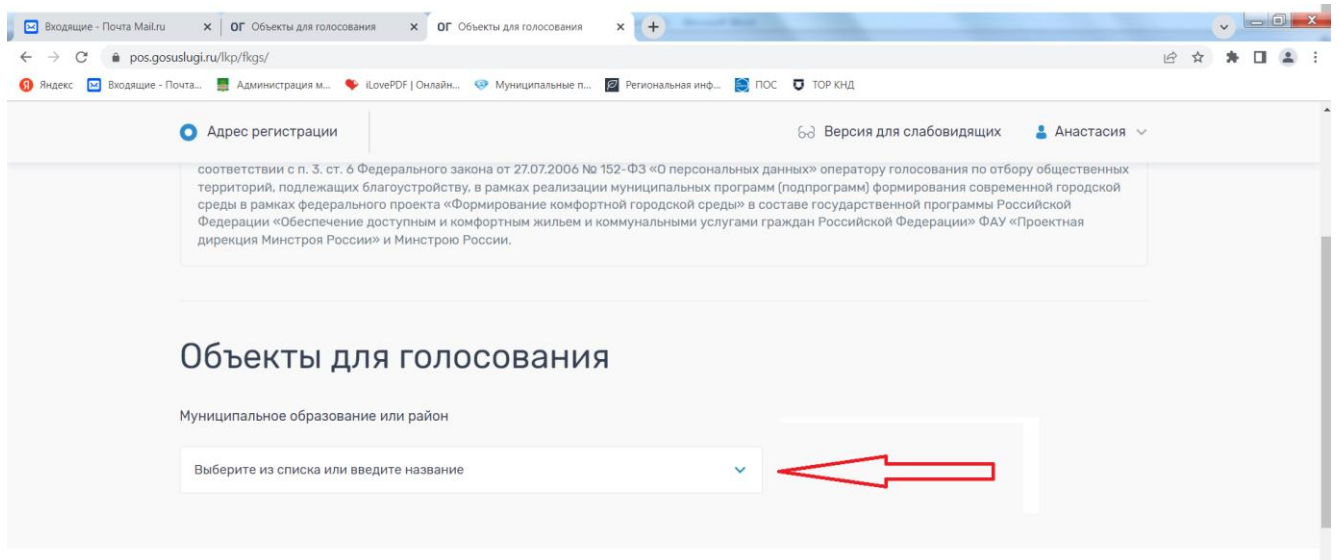 Входящие - Почта Mail.ru
ОГ Объекты для голосования
ОГ Объекты для голосования
pos.gosuslugi.ru/lkp/fkgs/
Яндекс
Входящие - Почта...
Администрация м...
iLovePDF | Онлайн...
Муниципальные п...
Региональная инф...
ПОС
ТОР КНД
Адрес регистрации
Версия для слабовидящих
Анастасия
соответствии с п. 3. ст. 6 Федерального закона от 27.07.2006 № 152-ФЗ «О персональных данных» оператору голосования по отбору общественных
территорий, подлежащих благоустройству, в рамках реализации муниципальных программ (подпрограмм) формирования современной городской
среды в рамках федерального проекта «Формирование комфортной городской среды» в составе государственной программы Российской
Федерации «Обеспечение доступным и комфортным жильем и коммунальными услугами граждан Российской Федерации» ФАУ «Проектная
дирекция Минстроя России» и Минстрою России.
Объекты для голосования
Муниципальное образование или район
Выберите из списка или введите название